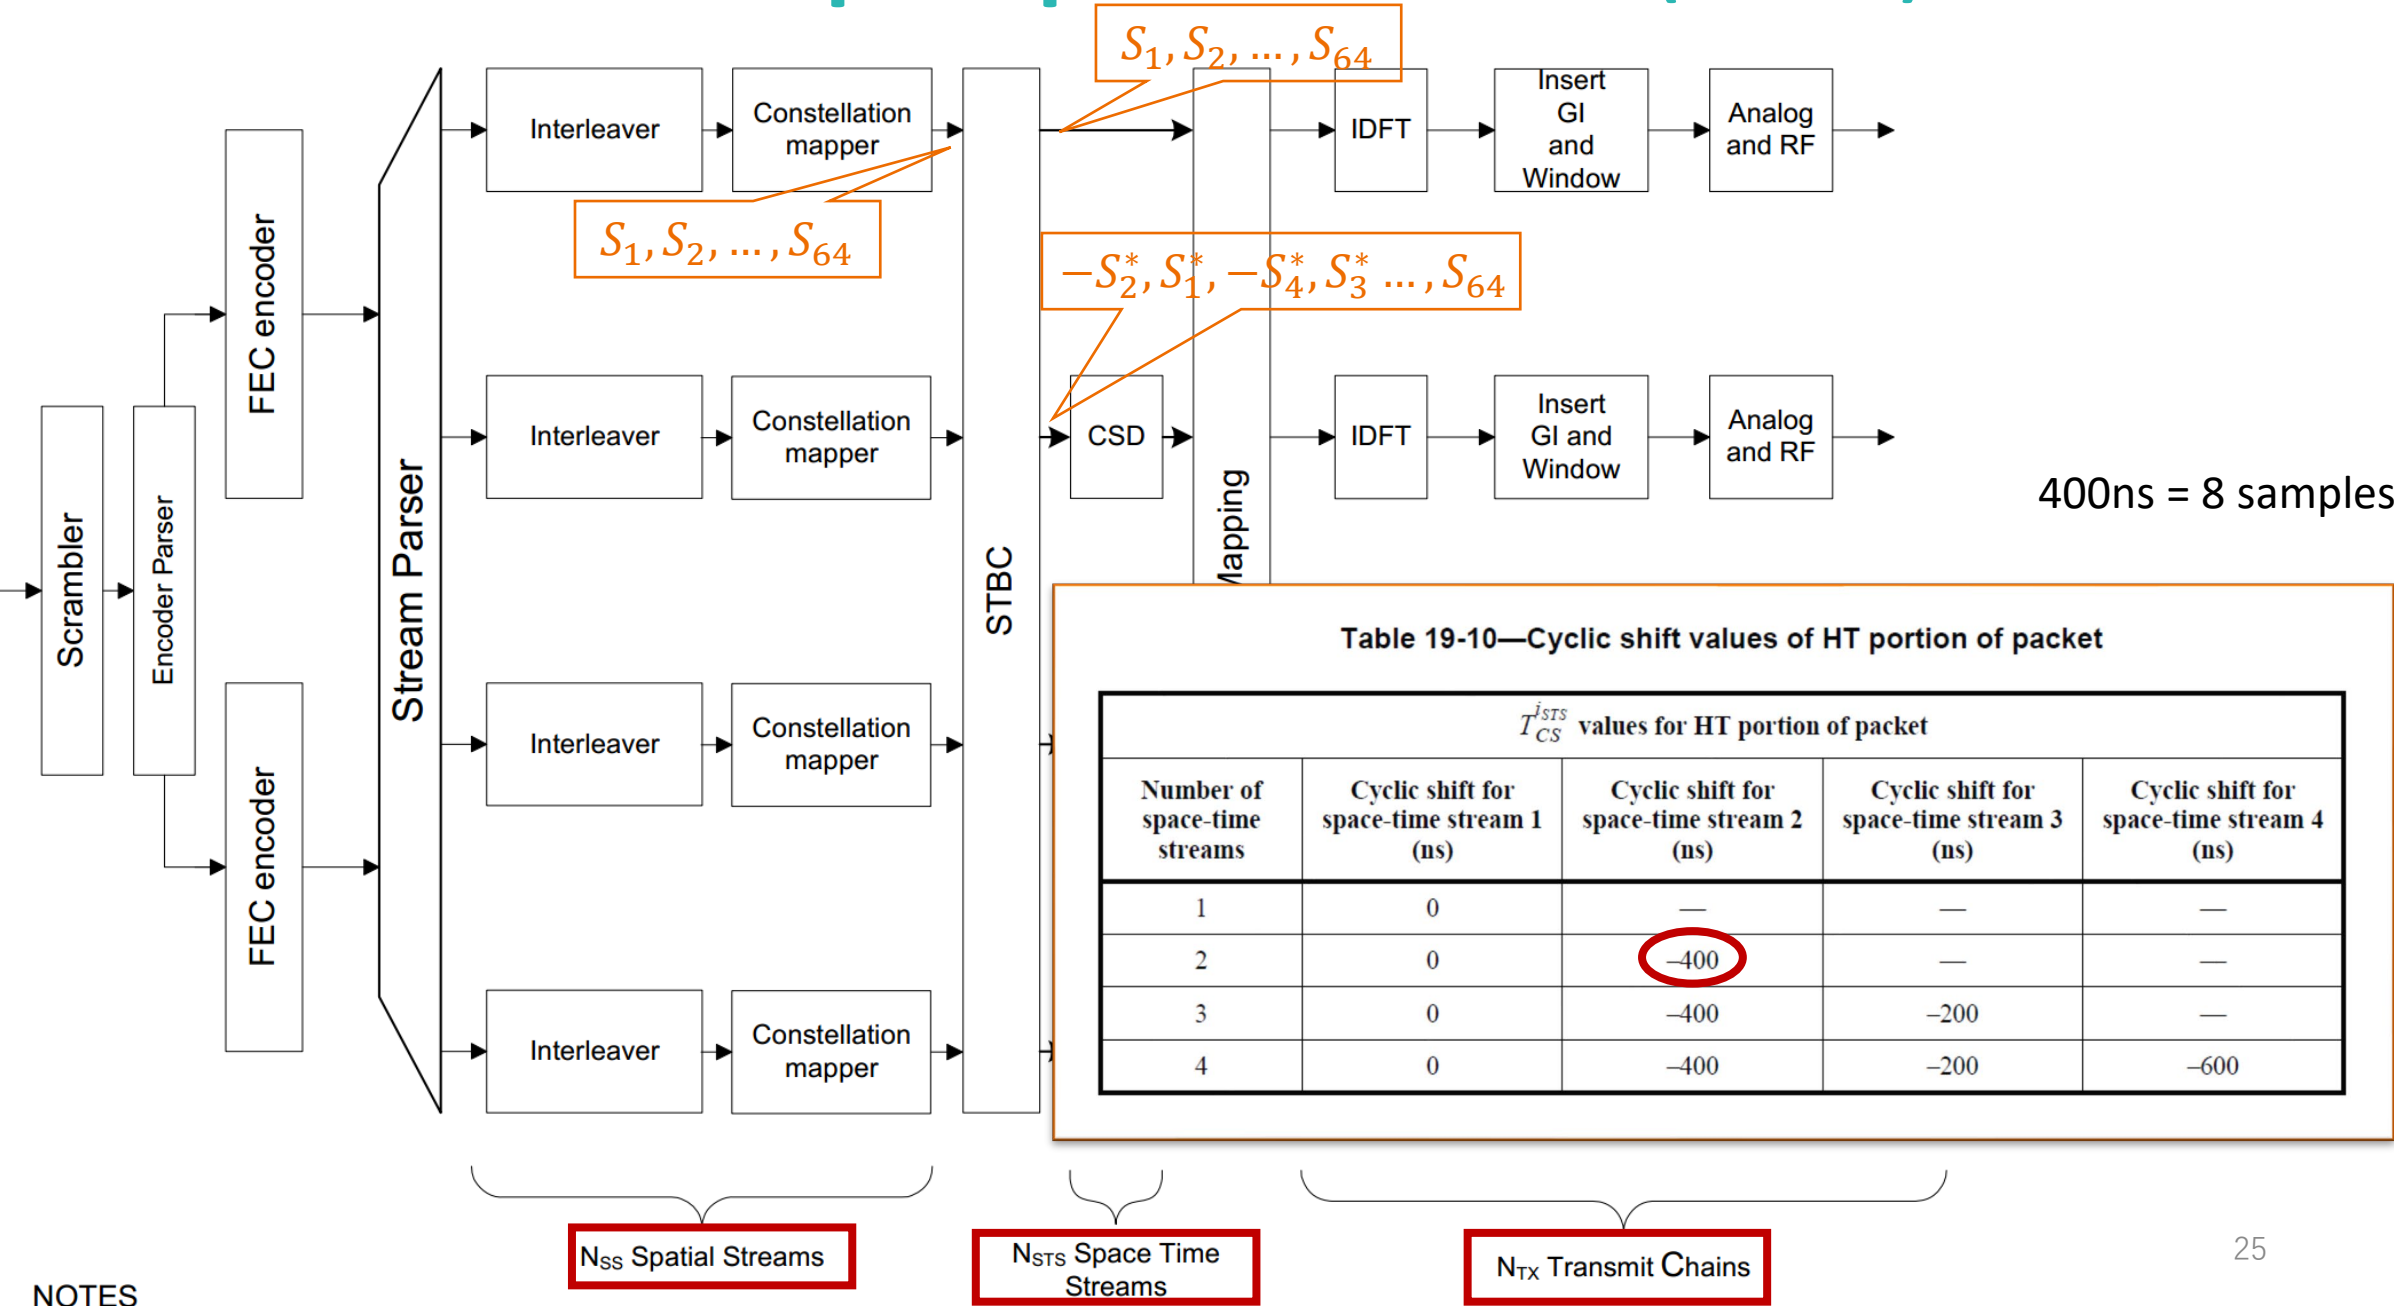 S₁, S₂, … , S₆₄
Interleaver
Constellation
mapper
IDFT
Insert
GI
and
Window
Analog
and RF
S₁, S₂, … , S₆₄
−S₂*, S₁*, −S₄*, S₃* … , S₆₄
FEC encoder
Interleaver
Constellation
mapper
CSD
IDFT
Insert
GI and
Window
Analog
and RF
400ns = 8 samples
Scrambler
Encoder Parser
Stream Parser
STBC
Mapping
Interleaver
Constellation
mapper
FEC encoder
Interleaver
Constellation
mapper
Table 19-10—Cyclic shift values of HT portion of packet
T_CS^iSTS values for HT portion of packet
Number of
space-time
streams
Cyclic shift for
space-time stream 1
(ns)
Cyclic shift for
space-time stream 2
(ns)
Cyclic shift for
space-time stream 3
(ns)
Cyclic shift for
space-time stream 4
(ns)
1 0 — — —
2 0 –400 — —
3 0 –400 –200 —
4 0 –400 –200 –600
N_SS Spatial Streams
N_STS Space Time
Streams
N_TX Transmit Chains
25
NOTES